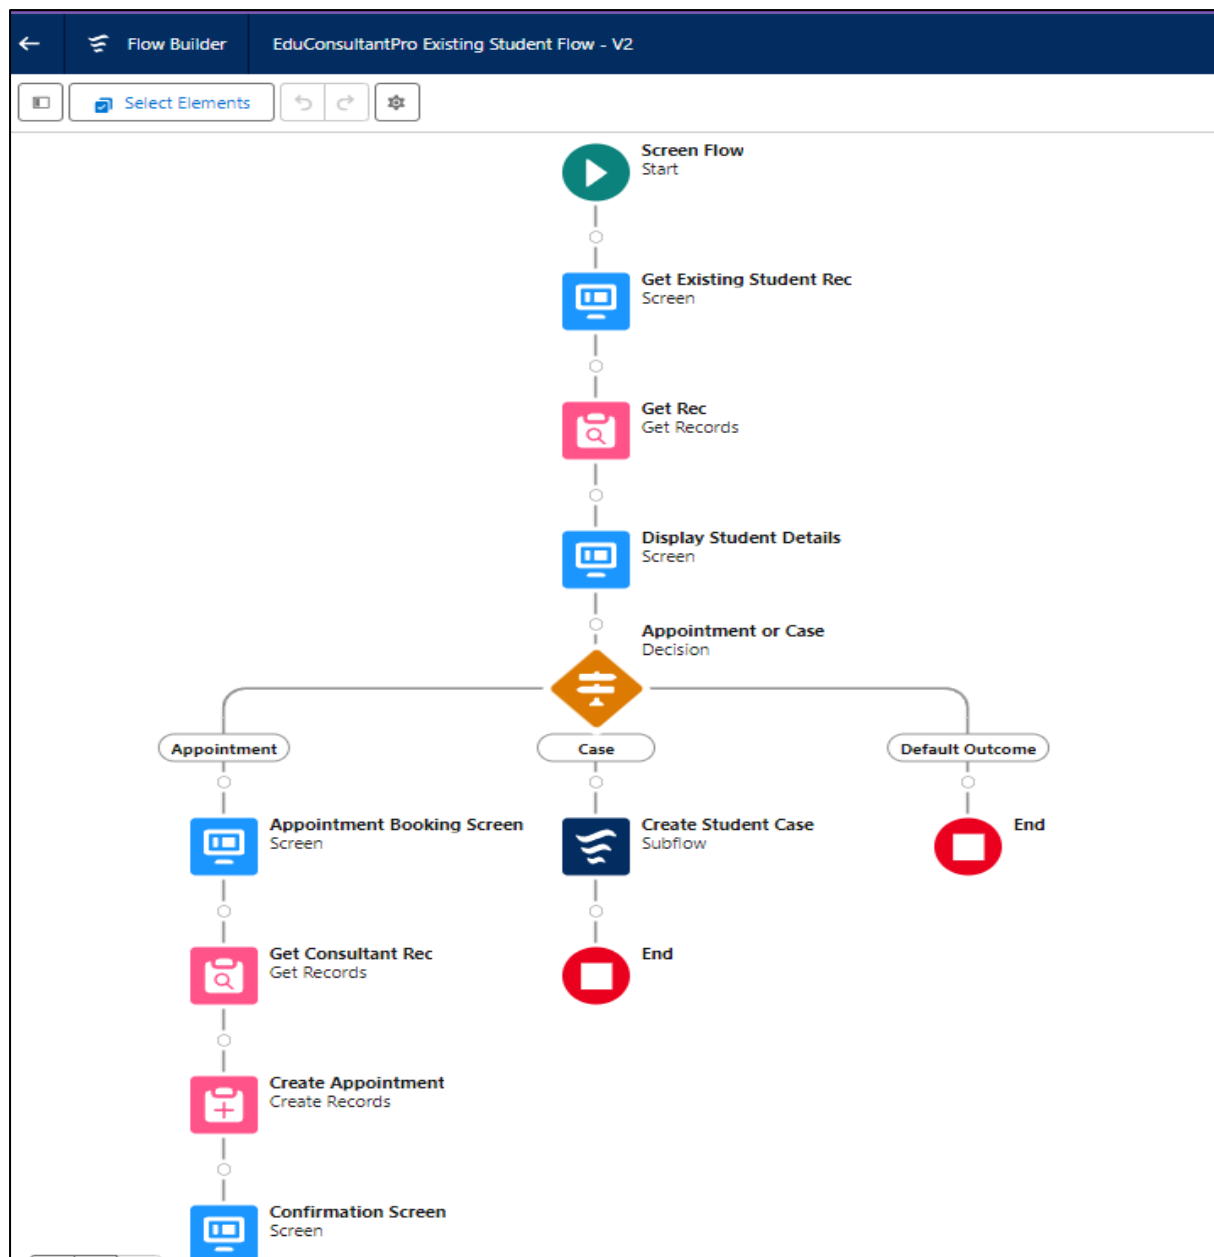 Flow Builder
EduConsultantPro Existing Student Flow - V2
Select Elements
Screen Flow
Start
Get Existing Student Rec
Screen
Get Rec
Get Records
Display Student Details
Screen
Appointment or Case
Decision
Appointment
Case
Default Outcome
Appointment Booking Screen
Screen
Create Student Case
Subflow
End
Get Consultant Rec
Get Records
End
Create Appointment
Create Records
Confirmation Screen
Screen